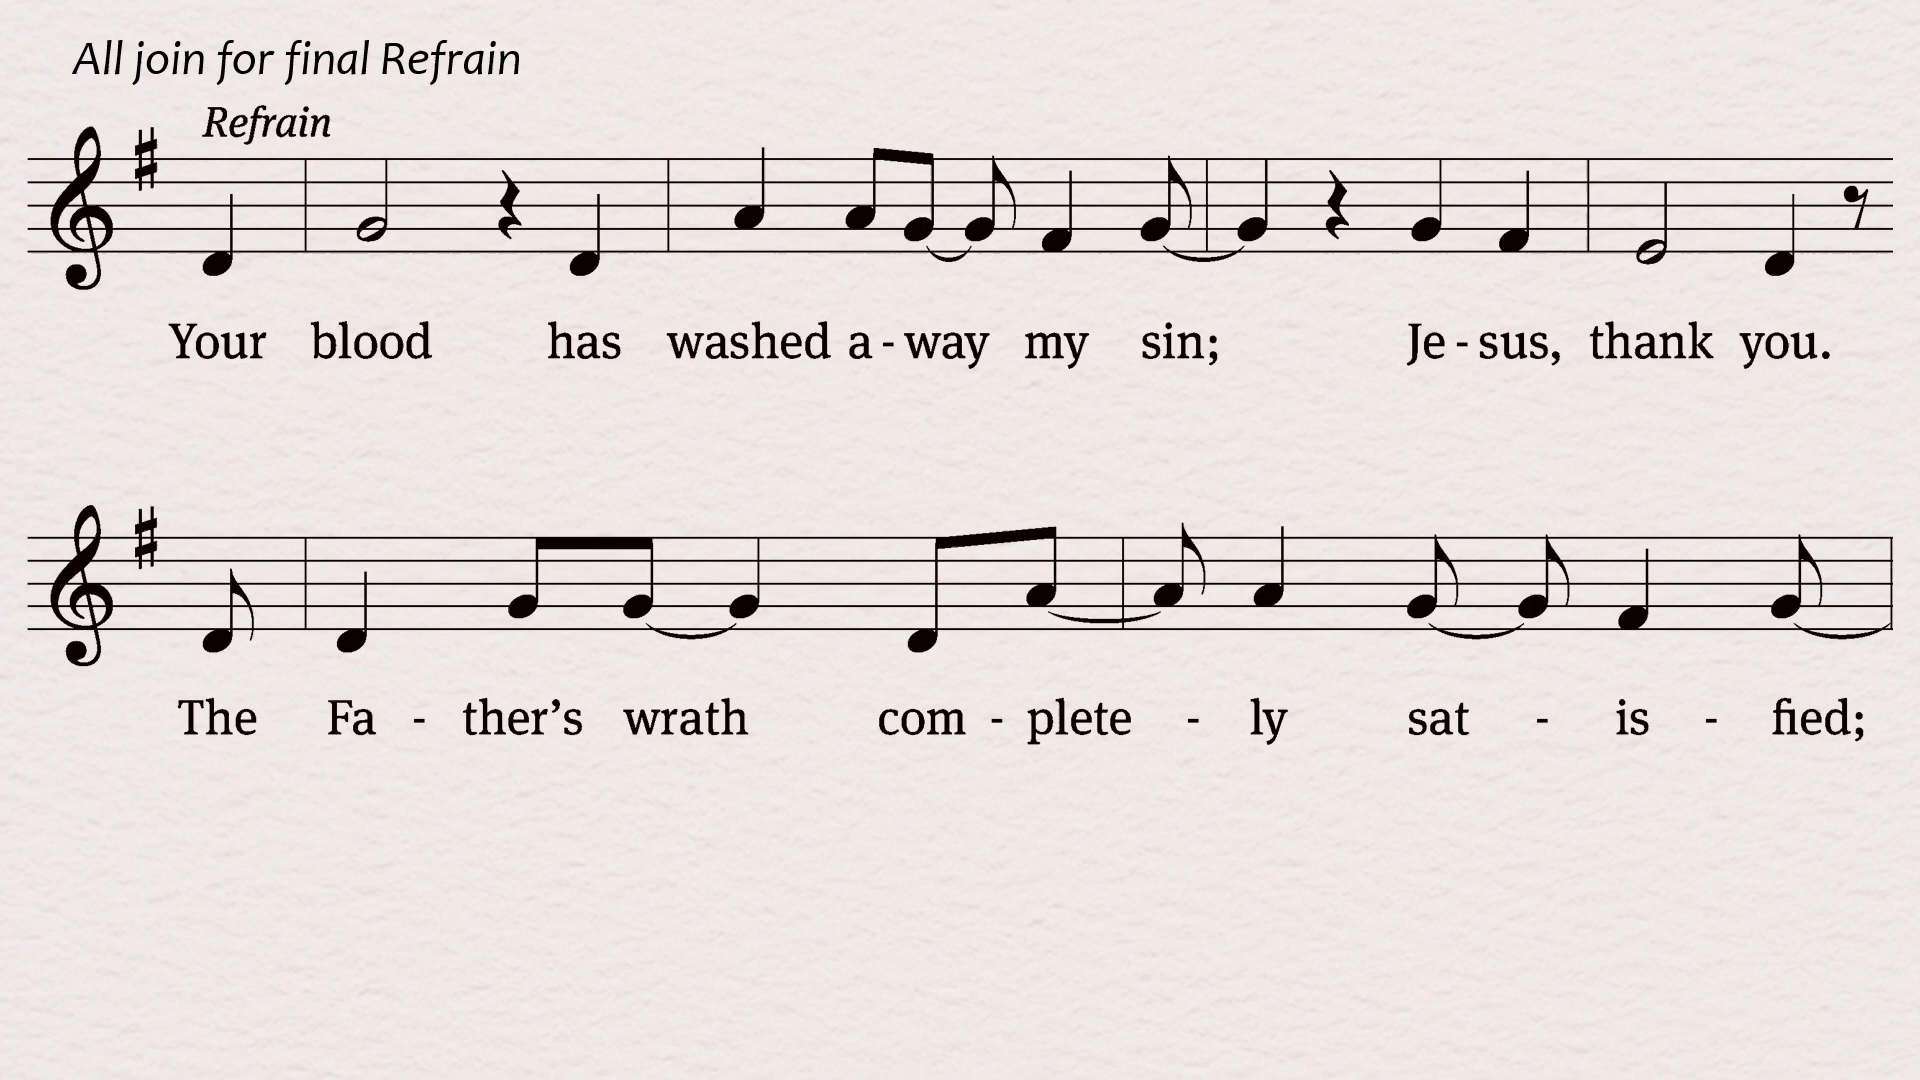 All join for final Refrain
Refrain
Your blood has washed a - way my sin; Je - sus, thank you.
The Fa - ther’s wrath com - plete - ly sat - is - fied;